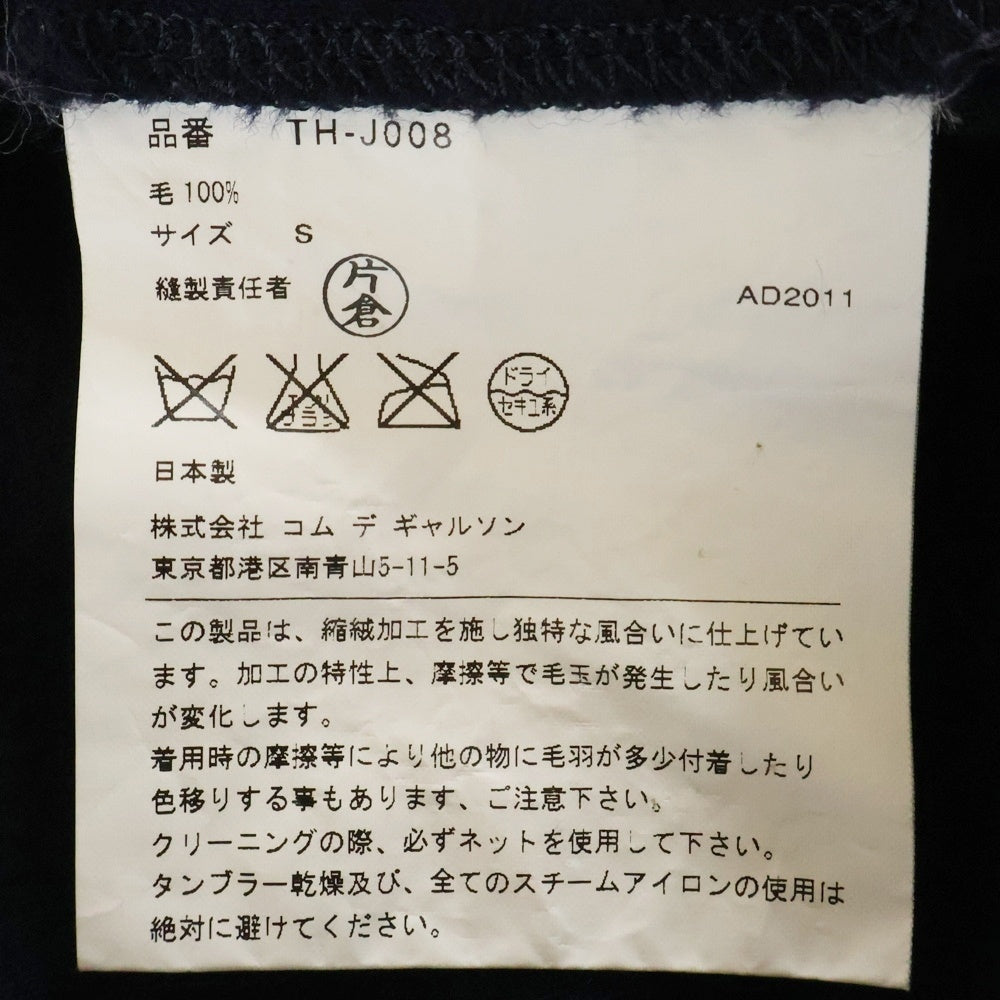 品番 TH-J008
毛 100%
サイズ S
縫製責任者 片倉 AD2011
エンソ サラシ
ドライ
セキユ系
日本製
株式会社 コム デ ギャルソン
東京都港区南青山5-11-5
この製品は、縮絨加工を施し独特な風合いに仕上げてい
ます。加工の特性上、摩擦等で毛玉が発生したり風合い
が変化します。
着用時の摩擦等により他の物に毛羽が多少付着したり
色移りする事もあります、ご注意下さい。
クリーニングの際、必ずネットを使用して下さい。
タンブラー乾燥及び、全てのスチームアイロンの使用は
絶対に避けてください。